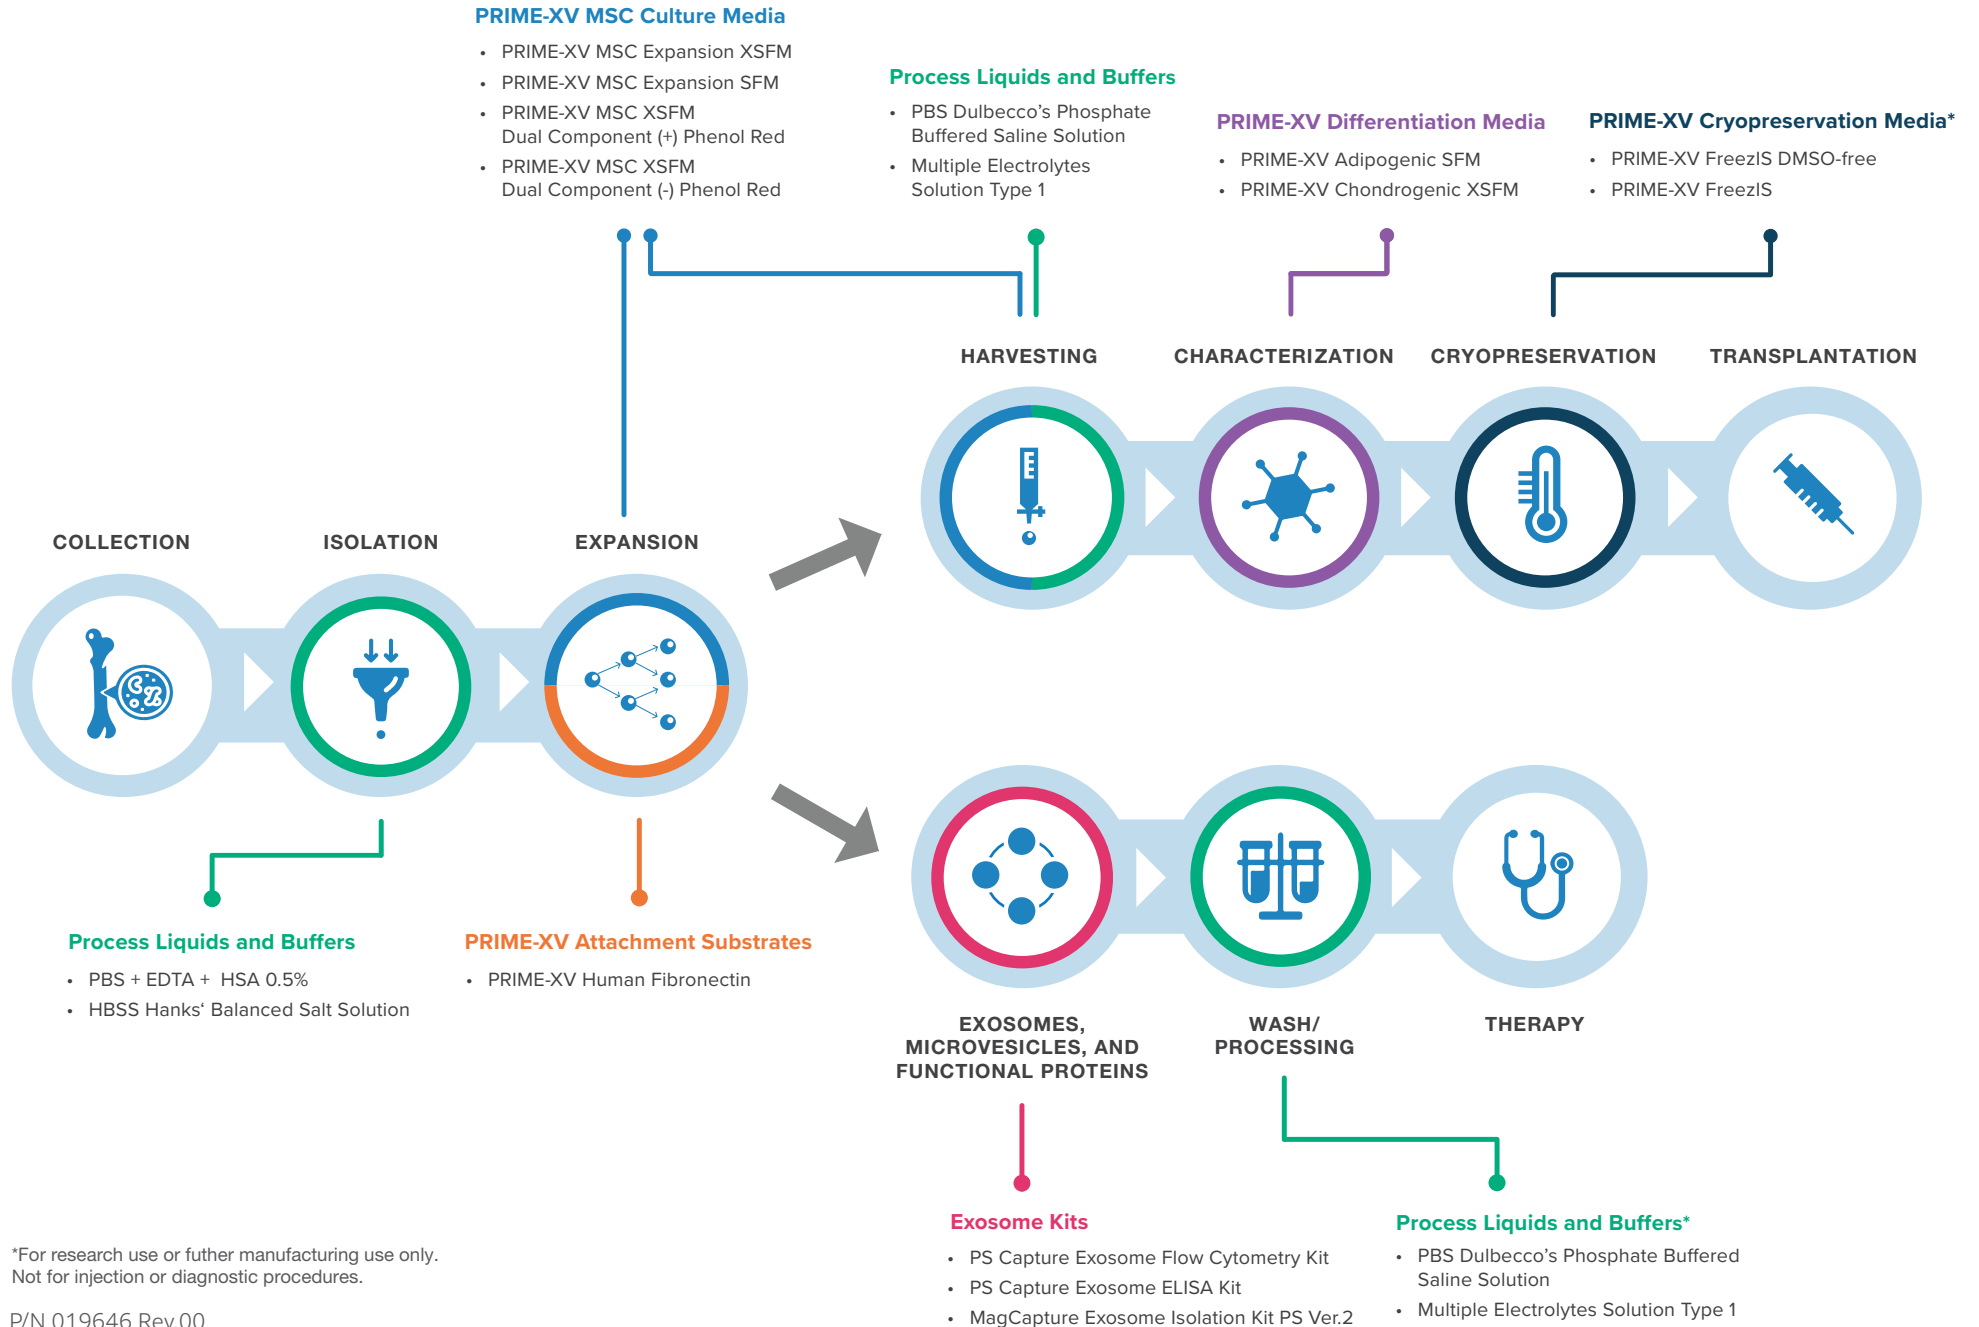 PRIME-XV MSC Culture Media
• PRIME-XV MSC Expansion XSFM
• PRIME-XV MSC Expansion SFM
• PRIME-XV MSC XSFM
Dual Component (+) Phenol Red
• PRIME-XV MSC XSFM
Dual Component (-) Phenol Red
Process Liquids and Buffers
• PBS Dulbecco’s Phosphate
Buffered Saline Solution
• Multiple Electrolytes
Solution Type 1
PRIME-XV Differentiation Media
• PRIME-XV Adipogenic SFM
• PRIME-XV Chondrogenic XSFM
PRIME-XV Cryopreservation Media*
• PRIME-XV FreezIS DMSO-free
• PRIME-XV FreezIS
HARVESTING
CHARACTERIZATION
CRYOPRESERVATION
TRANSPLANTATION
COLLECTION
ISOLATION
EXPANSION
Process Liquids and Buffers
• PBS + EDTA + HSA 0.5%
• HBSS Hanks‘ Balanced Salt Solution
PRIME-XV Attachment Substrates
• PRIME-XV Human Fibronectin
EXOSOMES,
MICROVESICLES, AND
FUNCTIONAL PROTEINS
WASH/
PROCESSING
THERAPY
Exosome Kits
• PS Capture Exosome Flow Cytometry Kit
• PS Capture Exosome ELISA Kit
• MagCapture Exosome Isolation Kit PS Ver.2
Process Liquids and Buffers*
• PBS Dulbecco’s Phosphate Buffered
Saline Solution
• Multiple Electrolytes Solution Type 1
*For research use or futher manufacturing use only.
Not for injection or diagnostic procedures.
P/N 019646 Rev.00